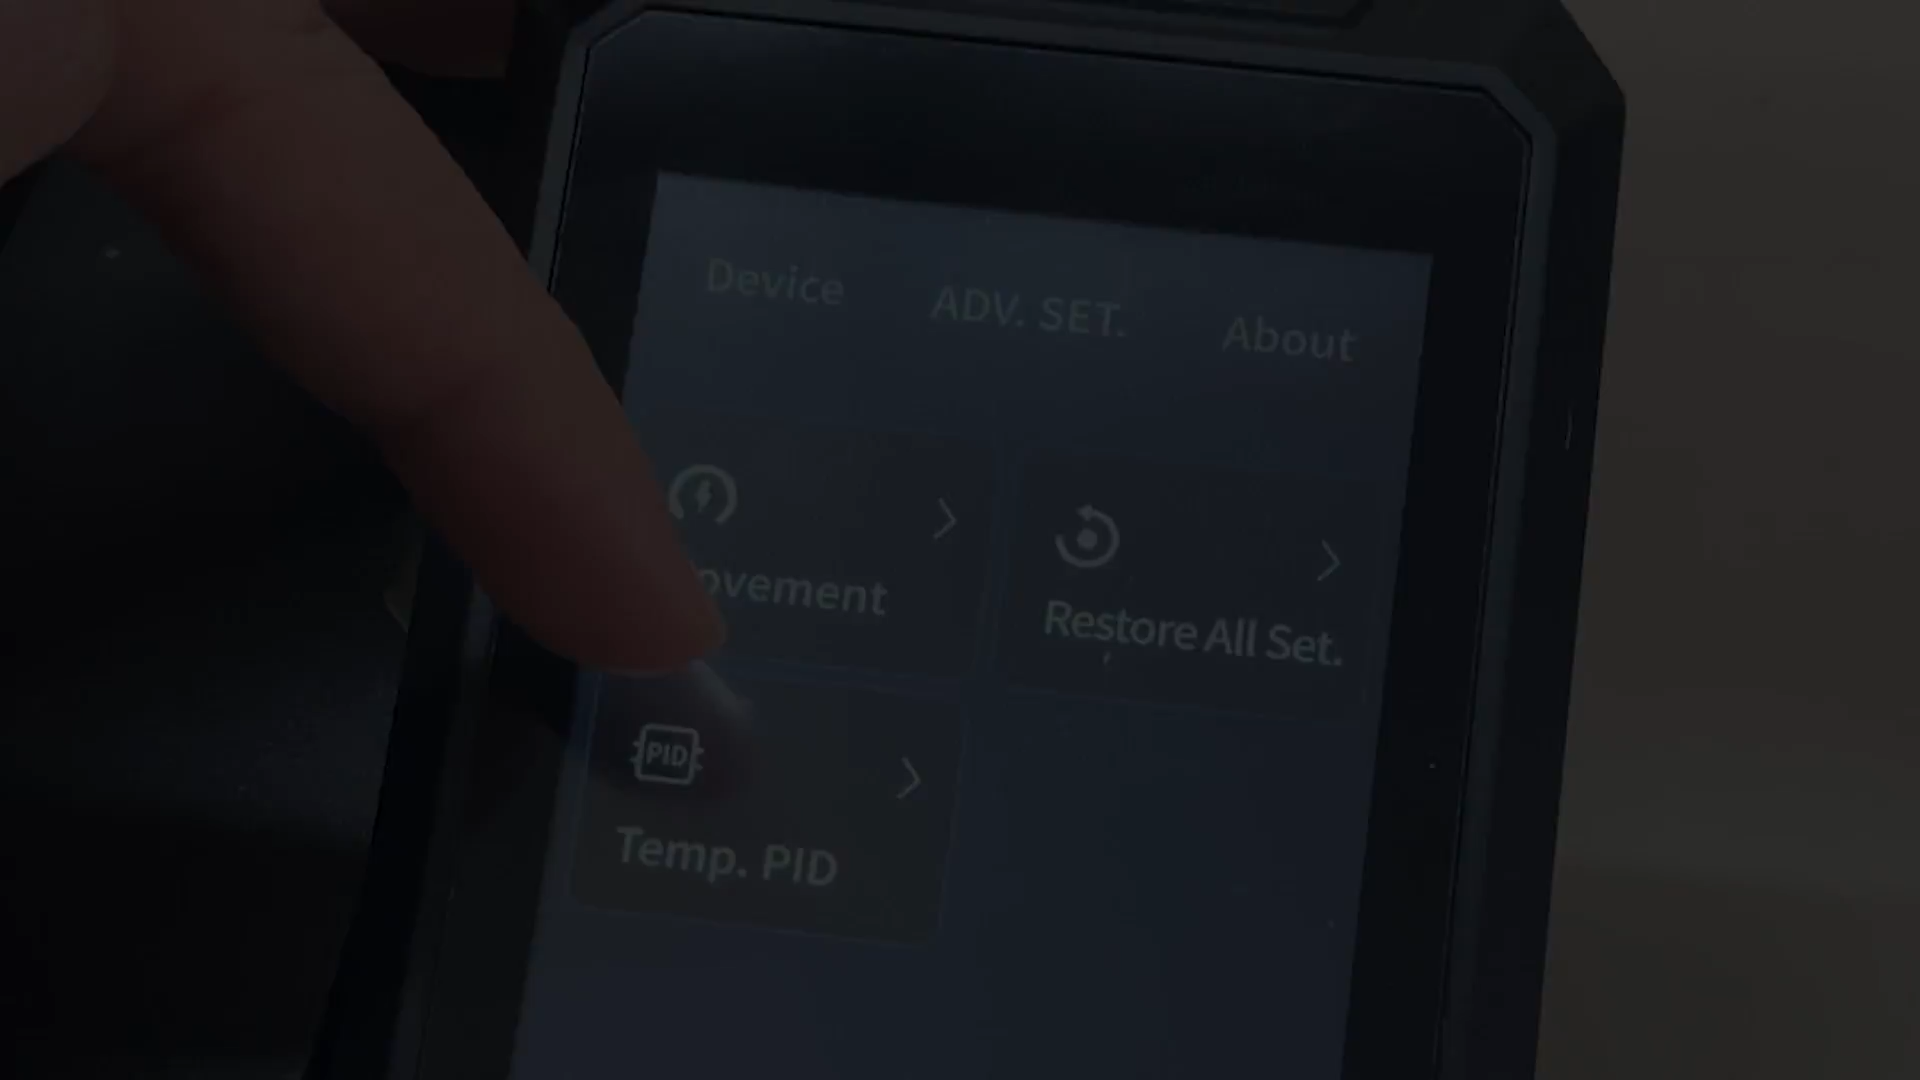 Device ADV. SET. About
ovement
Restore All Set.
PID
Temp. PID